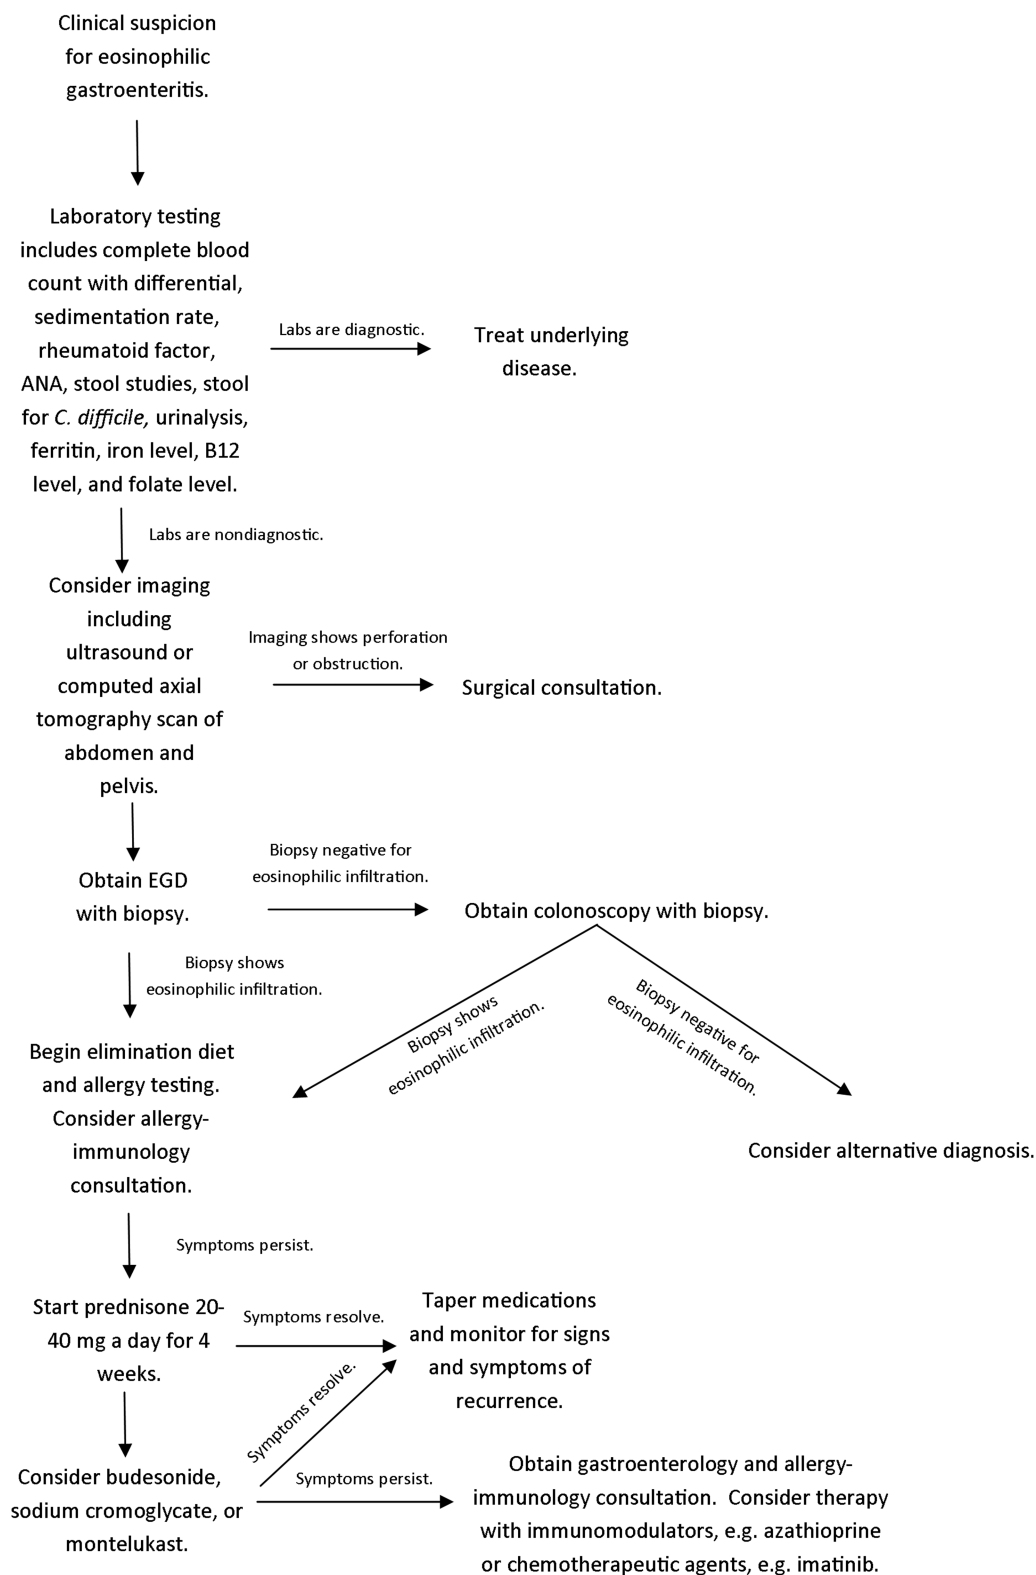 Clinical suspicion
for eosinophilic
gastroenteritis.
Laboratory testing
includes complete blood
count with differential,
sedimentation rate,
rheumatoid factor,
ANA, stool studies, stool
for C. difficile, urinalysis,
ferritin, iron level, B12
level, and folate level.
Labs are diagnostic.
Treat underlying
disease.
Labs are nondiagnostic.
Consider imaging
including
ultrasound or
computed axial
tomography scan of
abdomen and
pelvis.
Imaging shows perforation
or obstruction.
Surgical consultation.
Obtain EGD
with biopsy.
Biopsy negative for
eosinophilic infiltration.
Obtain colonoscopy with biopsy.
Biopsy shows
eosinophilic infiltration.
Biopsy shows
eosinophilic infiltration.
Biopsy negative for
eosinophilic infiltration.
Begin elimination diet
and allergy testing.
Consider allergy-
immunology
consultation.
Consider alternative diagnosis.
Symptoms persist.
Start prednisone 20-
40 mg a day for 4
weeks.
Symptoms resolve.
Taper medications
and monitor for signs
and symptoms of
recurrence.
Symptoms resolve.
Consider budesonide,
sodium cromoglycate, or
montelukast.
Symptoms persist.
Obtain gastroenterology and allergy-
immunology consultation. Consider therapy
with immunomodulators, e.g. azathioprine
or chemotherapeutic agents, e.g. imatinib.